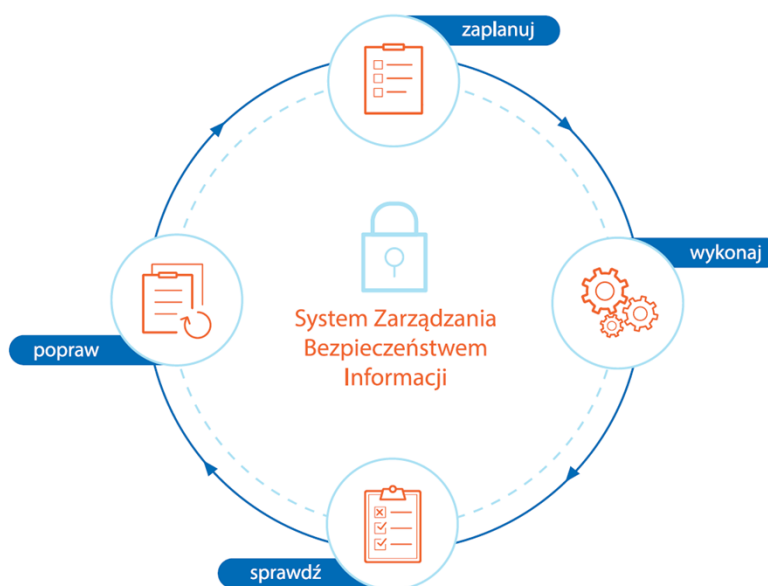 zaplanuj
wykonaj
System Zarządzania
Bezpieczeństwem
Informacji
popraw
sprawdź